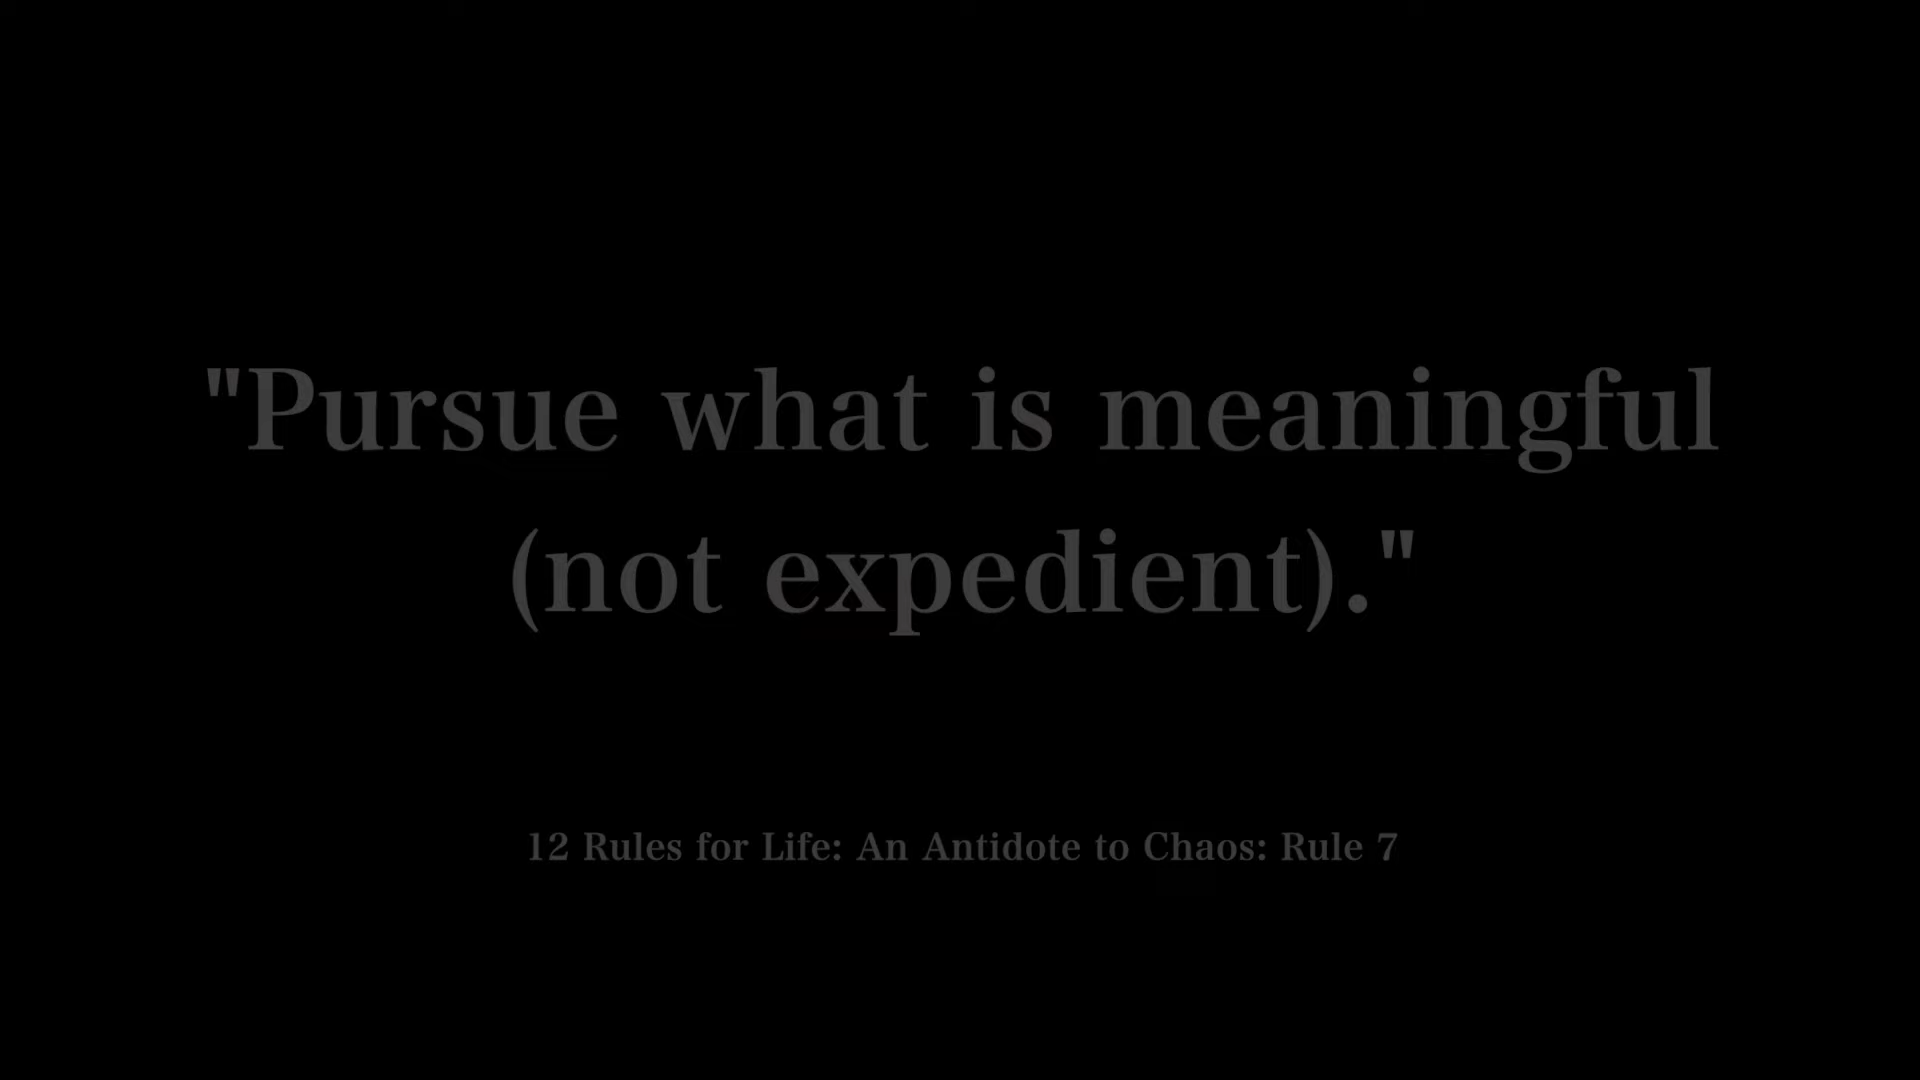 "Pursue what is meaningful
(not expedient)."
12 Rules for Life: An Antidote to Chaos: Rule 7